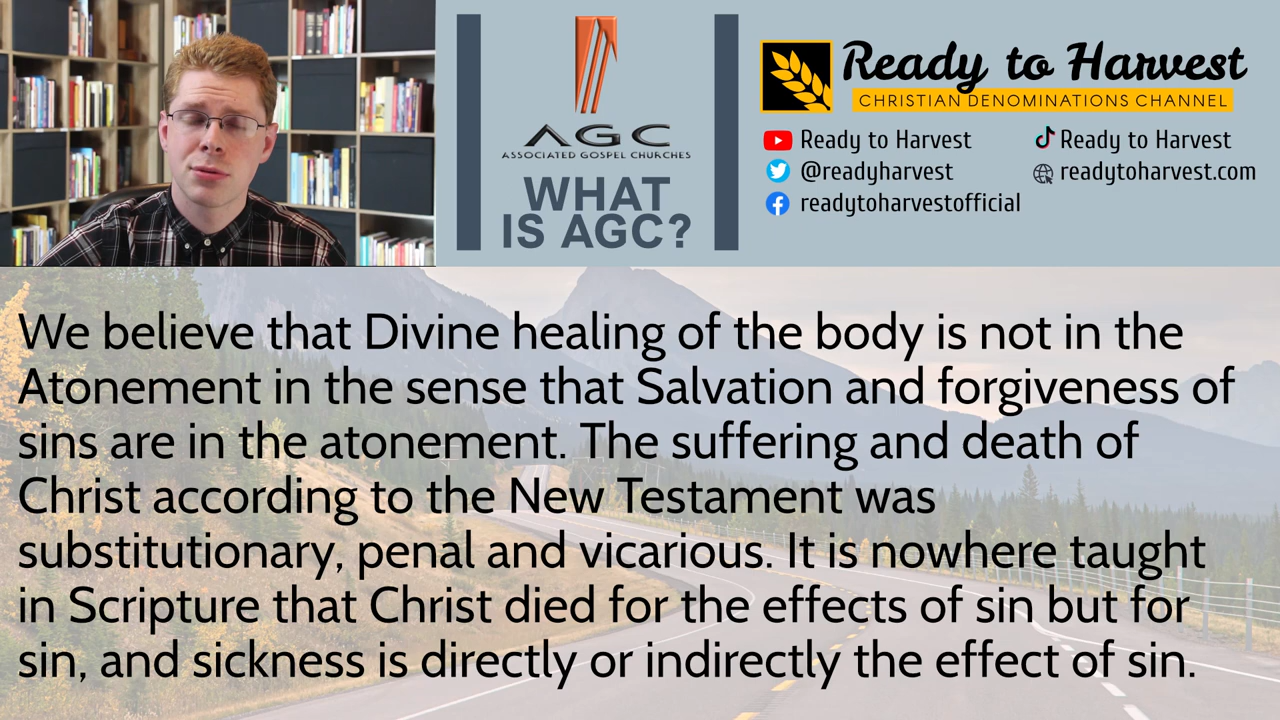 AGC
ASSOCIATED GOSPEL CHURCHES
WHAT
IS AGC?
Ready to Harvest
CHRISTIAN DENOMINATIONS CHANNEL
Ready to Harvest
Ready to Harvest
@readyharvest
readytoharvest.com
readytoharvestofficial
We believe that Divine healing of the body is not in the
Atonement in the sense that Salvation and forgiveness of
sins are in the atonement. The suffering and death of
Christ according to the New Testament was
substitutionary, penal and vicarious. It is nowhere taught
in Scripture that Christ died for the effects of sin but for
sin, and sickness is directly or indirectly the effect of sin.